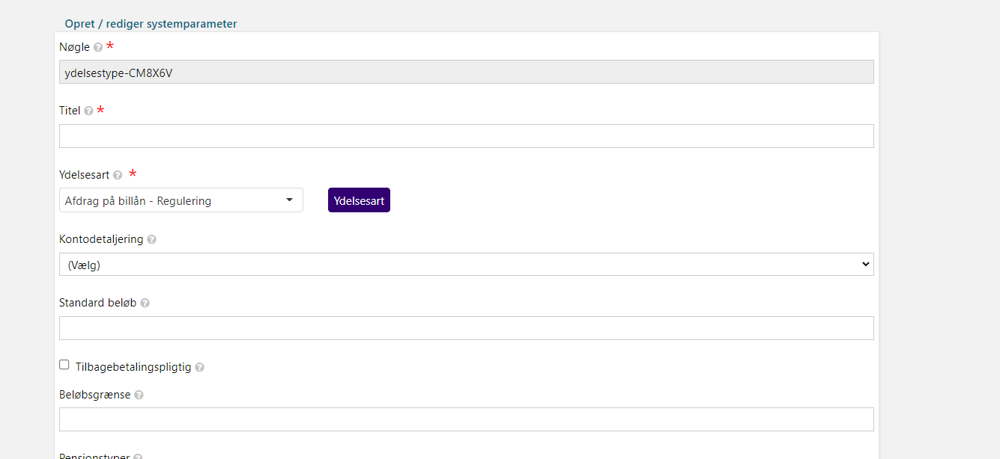 Opret / rediger systemparameter
Nøgle ? *
ydelsestype-CM8X6V
Titel ? *
Ydelsesart ? *
Afdrag på billån - Regulering
Ydelsesart
Kontodetaljering ?
(Vælg)
Standard beløb ?
Tilbagebetalingspligtig ?
Beløbsgrænse ?
Pensionstyper ?